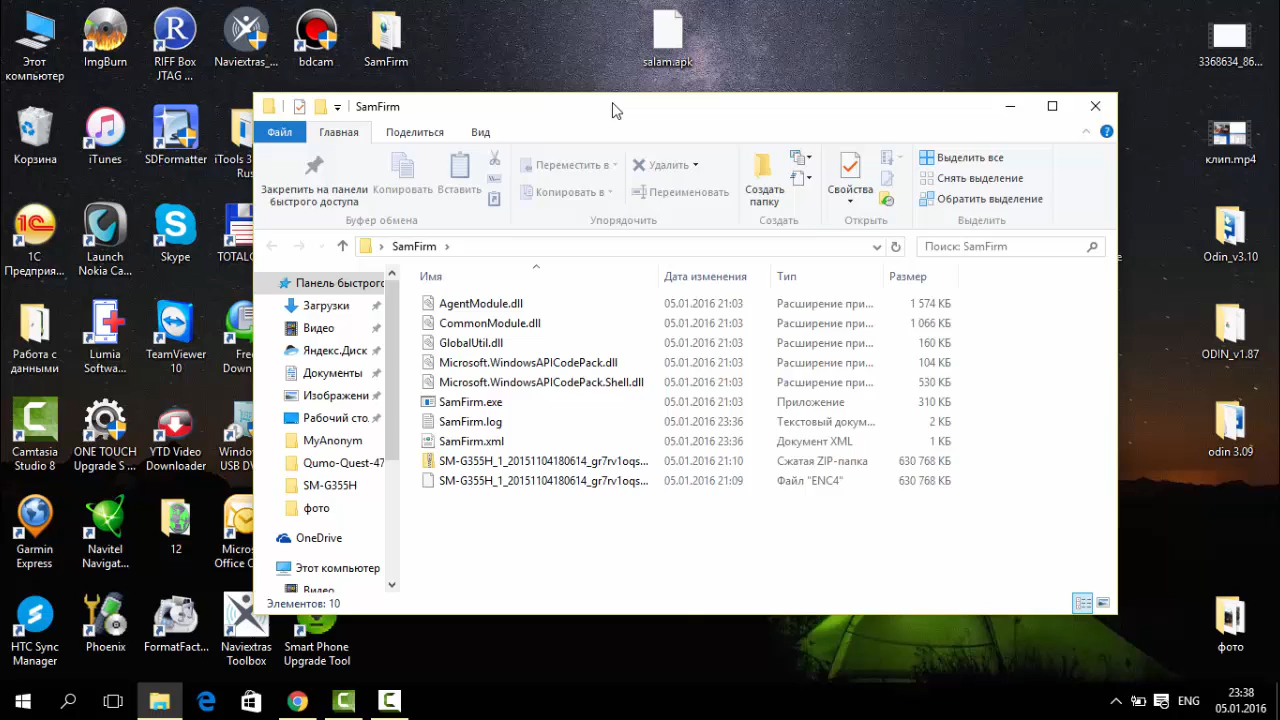 Этот
компьютер
ImgBurn
RIFF Box
JTAG ...
Naviextras_...
bdcam
SamFirm
salam.apk
3368634_86...
Корзина
iTunes
SDFormatter
iTools 3
Rus
клип.mp4
1С
Предприя...
Launch
Nokia Ca...
Skype
TOTALC
e
Odin_v3.10
Работа с
данными
Lumia
Softwa...
TeamViewer
10
Free
Down
ODIN_v1.87
Camtasia
Studio 8
ONE TOUCH
Upgrade S ...
YTD Video
Downloader
Window
USB DV
odin 3.09
Garmin
Express
Navitel
Navigat...
12
Micros
Office O
HTC Sync
Manager
Phoenix
FormatFact...
Naviextras
Toolbox
Smart Phone
Upgrade Tool
фото
SamFirm
Файл
Главная
Поделиться
Вид
Закрепить на панели
быстрого доступа
Копировать
Вставить
Буфер обмена
Переместить в
Копировать в
Удалить
Переименовать
Упорядочить
Создать
папку
Создать
Свойства
Открыть
Выделить все
Снять выделение
Обратить выделение
Выделить
SamFirm
Поиск: SamFirm
Панель быстрого
Загрузки
Видео
Яндекс.Диск
Документы
Изображени
Рабочий сто.
MyAnonym
Qumo-Quest-47
SM-G355H
фото
OneDrive
Этот компьютер
Видео
Имя Дата изменения Тип Размер
AgentModule.dll 05.01.2016 21:03 Расширение при... 1 574 КБ
CommonModule.dll 05.01.2016 21:03 Расширение при... 1 066 КБ
GlobalUtil.dll 05.01.2016 21:03 Расширение при... 160 КБ
Microsoft.WindowsAPICodePack.dll 05.01.2016 21:03 Расширение при... 104 КБ
Microsoft.WindowsAPICodePack.Shell.dll 05.01.2016 21:03 Расширение при... 530 КБ
SamFirm.exe 05.01.2016 21:03 Приложение 310 КБ
SamFirm.log 05.01.2016 23:36 Текстовый докум... 2 КБ
SamFirm.xml 05.01.2016 23:36 Документ XML 1 КБ
SM-G355H_1_20151104180614_gr7rv1oqs... 05.01.2016 21:10 Сжатая ZIP-папка 630 768 КБ
SM-G355H_1_20151104180614_gr7rv1oqs... 05.01.2016 21:09 Файл "ENC4" 630 768 КБ
Элементов: 10
ENG
23:38
05.01.2016